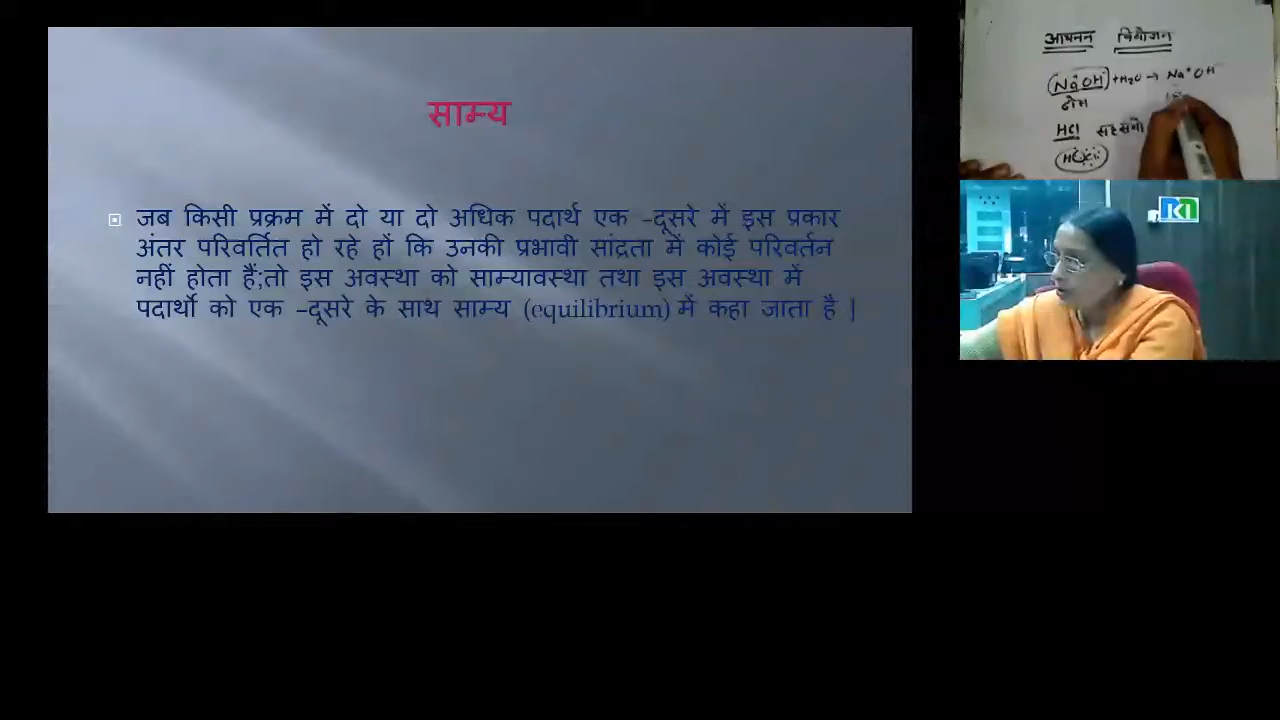 साम्य
जब किसी प्रक्रम में दो या दो अधिक पदार्थ एक –दूसरे में इस प्रकार
अंतर परिवर्तित हो रहे हों कि उनकी प्रभावी सांद्रता में कोई परिवर्तन
नहीं होता हैं;तो इस अवस्था को साम्यावस्था तथा इस अवस्था में
पदार्थो को एक –दूसरे के साथ साम्य (equilibrium) में कहा जाता है |
वियोजन
NaOH +H₂O → Na⁺OH⁻
ठोस
HCl